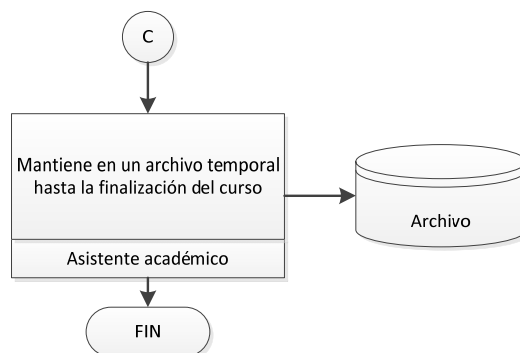 C
Mantiene en un archivo temporal
hasta la finalización del curso
Archivo
Asistente académico
FIN